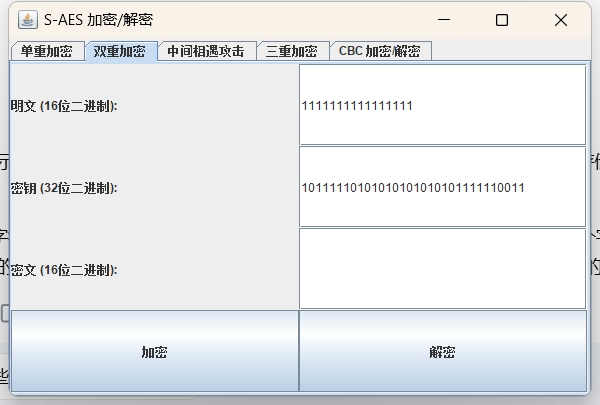 S-AES 加密/解密
单重加密 双重加密 中间相遇攻击 三重加密 CBC 加密/解密
明文 (16位二进制): 1111111111111111
密钥 (32位二进制): 10111110101010101010101111110011
密文 (16位二进制):
加密 解密